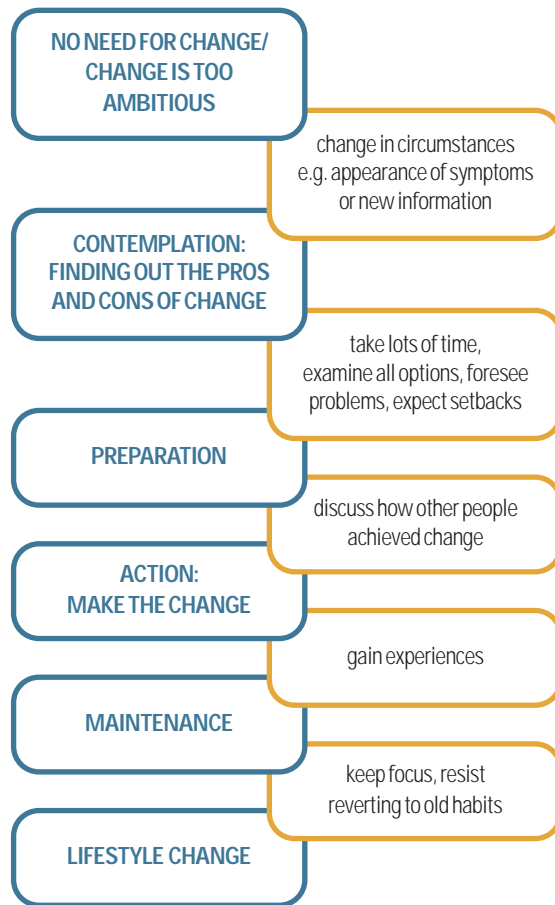 NO NEED FOR CHANGE/
CHANGE IS TOO
AMBITIOUS
change in circumstances
e.g. appearance of symptoms
or new information
CONTEMPLATION:
FINDING OUT THE PROS
AND CONS OF CHANGE
take lots of time,
examine all options, foresee
problems, expect setbacks
PREPARATION
discuss how other people
achieved change
ACTION:
MAKE THE CHANGE
gain experiences
MAINTENANCE
keep focus, resist
reverting to old habits
LIFESTYLE CHANGE